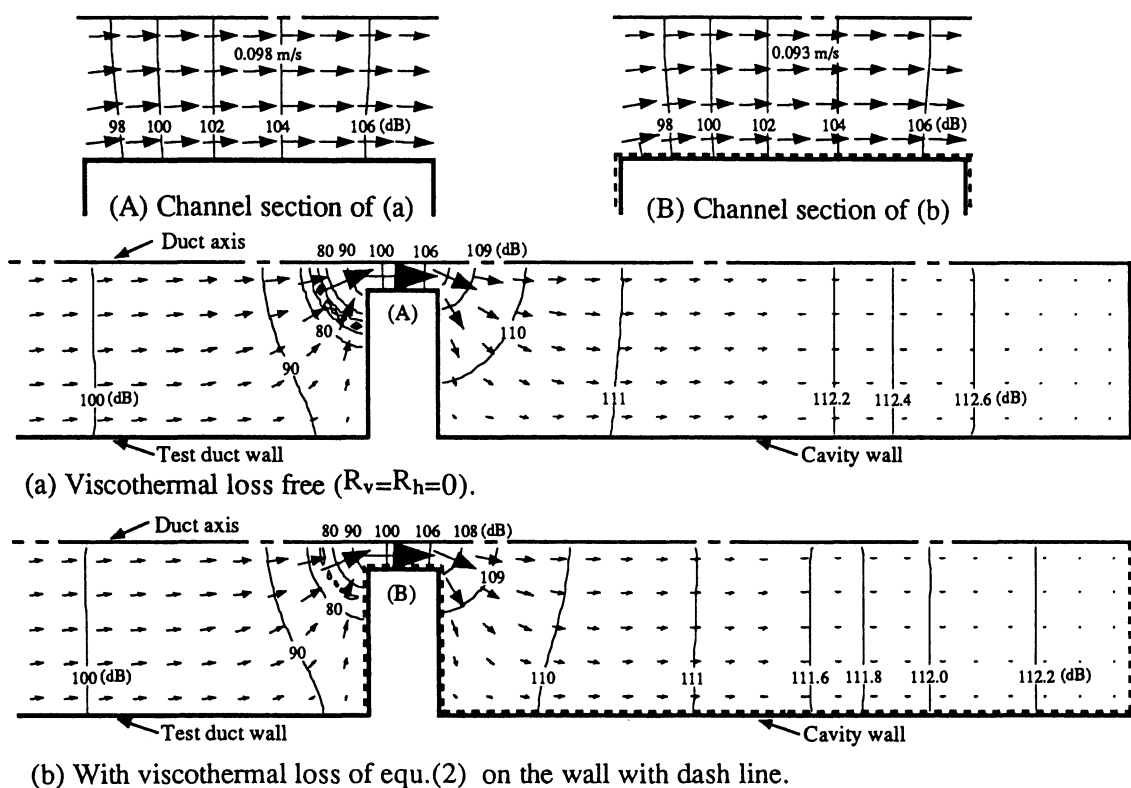 0.098 m/s
98 100 102 104 106 (dB)
(A) Channel section of (a)
0.093 m/s
98 100 102 104 106 (dB)
(B) Channel section of (b)
Duct axis
80 90 100 106 109 (dB)
(A)
80
110
90
100 (dB)
111
112.2 112.4 112.6 (dB)
Test duct wall
Cavity wall
(a) Viscothermal loss free (Rv=Rh=0).
Duct axis
80 90 100 106 108 (dB)
109
(B)
80
90
100 (dB)
110
111
111.6 111.8 112.0 112.2 (dB)
Test duct wall
Cavity wall
(b) With viscothermal loss of equ.(2) on the wall with dash line.